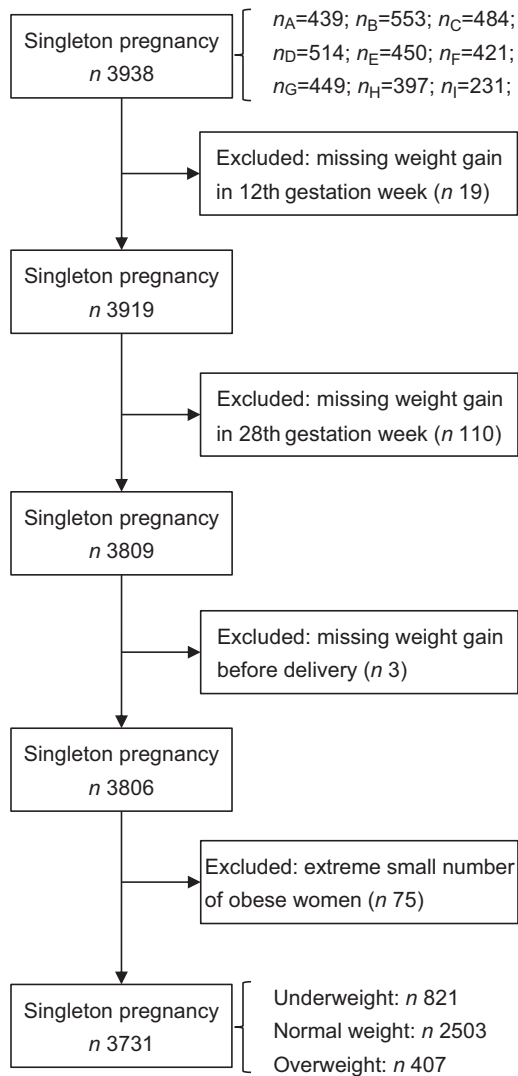 Singleton pregnancy
n 3938
nA=439; nB=553; nC=484;
nD=514; nE=450; nF=421;
nG=449; nH=397; nI=231;
Excluded: missing weight gain
in 12th gestation week (n 19)
Singleton pregnancy
n 3919
Excluded: missing weight gain
in 28th gestation week (n 110)
Singleton pregnancy
n 3809
Excluded: missing weight gain
before delivery (n 3)
Singleton pregnancy
n 3806
Excluded: extreme small number
of obese women (n 75)
Singleton pregnancy
n 3731
Underweight: n 821
Normal weight: n 2503
Overweight: n 407